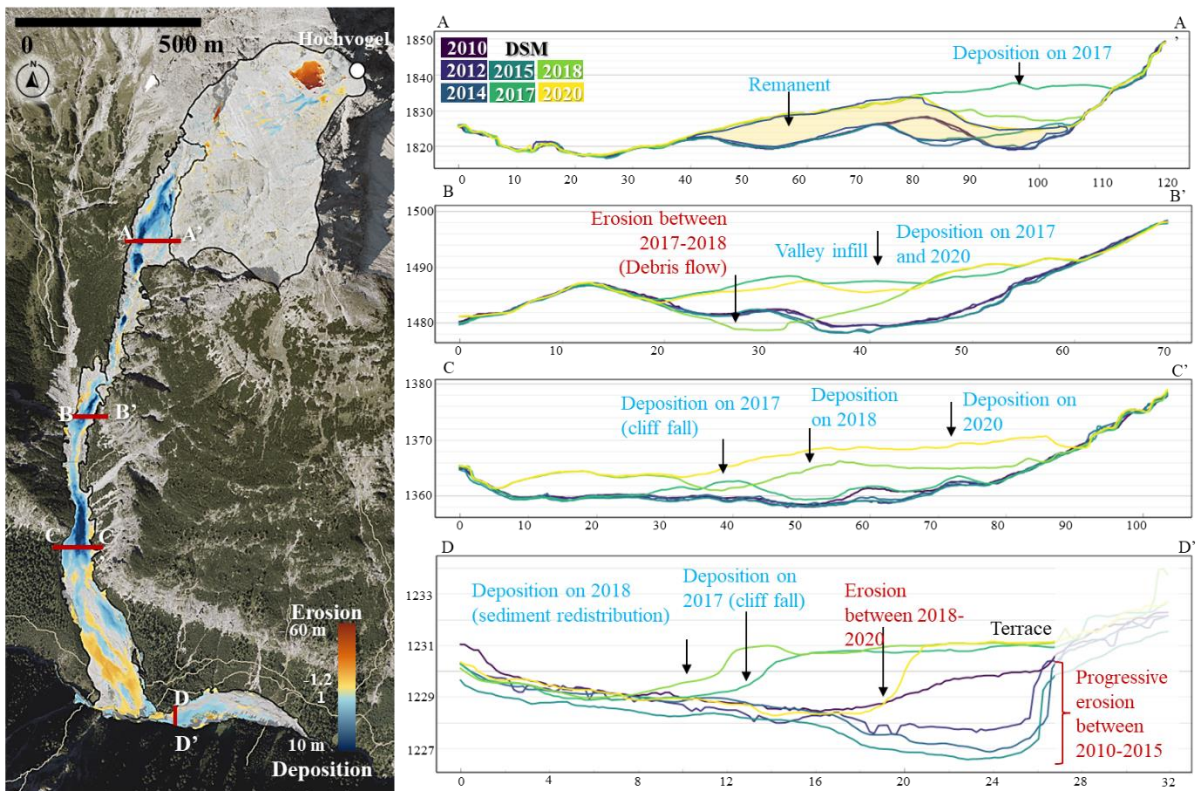 0
500 m
Hochvogel
A
A'
B
B'
C
C
D
D'
Erosion
60 m
-1.2
1
10 m
Deposition
A
A
’
2010 DSM
2012 2015 2018
2014 2017 2020
Remanent
Deposition on 2017
1850
1840
1830
1820
0 10 20 30 40 50 60 70 80 90 100 110 120
B
B’
Erosion between
2017-2018
(Debris flow)
Valley infill
Deposition on 2017
and 2020
1500
1490
1480
0 10 20 30 40 50 60 70
C
C’
Deposition on 2017
(cliff fall)
Deposition
on 2018
Deposition on
2020
1380
1370
1360
0 10 20 30 40 50 60 70 80 90 100
D
D’
Deposition on 2018
(sediment redistribution)
Deposition on
2017 (cliff fall)
Erosion
between 2018-
2020
Terrace
Progressive
erosion
between
2010-2015
1233
1231
1229
1227
0 4 8 12 16 20 24 28 32